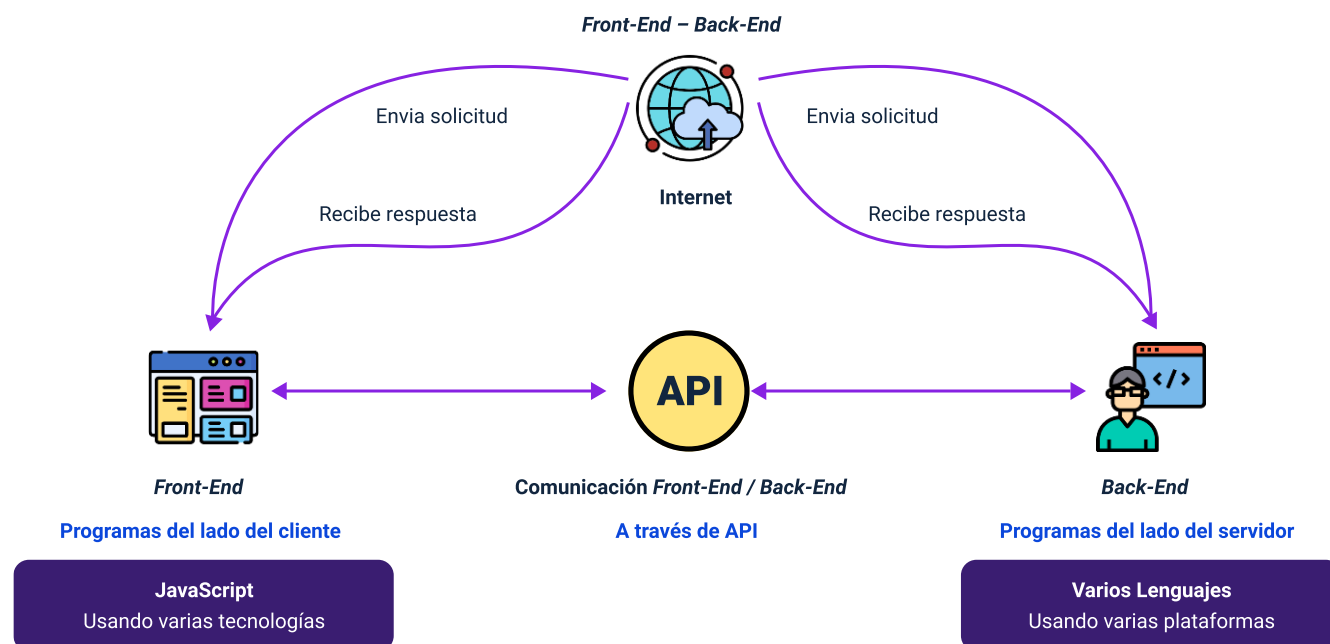 Front-End – Back-End
Envia solicitud
Envia solicitud
Internet
Recibe respuesta
Recibe respuesta
API
</>
Front-End
Comunicación Front-End / Back-End
Back-End
Programas del lado del cliente
A través de API
Programas del lado del servidor
JavaScript
Usando varias tecnologías
Varios Lenguajes
Usando varias plataformas